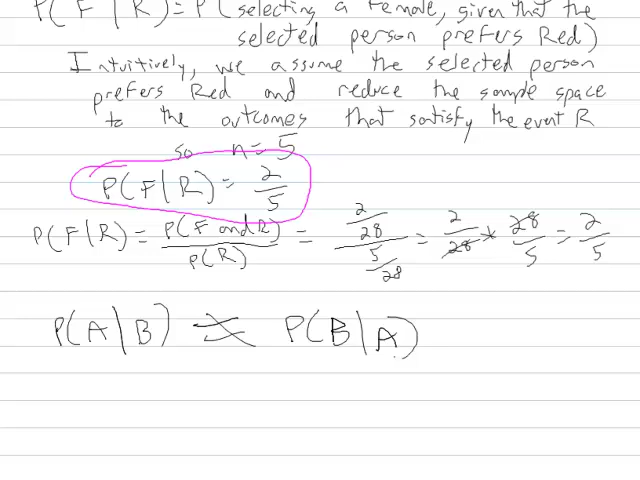 P(F|R) = P( selecting a Female, given that the
selected person prefers Red)
Intuitively, we assume the selected person
prefers Red and reduce the sample space
to the outcomes that satisfy the event R
so n = 5
P(F|R) = 2/5
P(F|R) = P(F and R)/P(R) = (2/28)/(5/28) = 2/28 * 28/5 = 2/5
P(A|B) ≠ P(B|A)